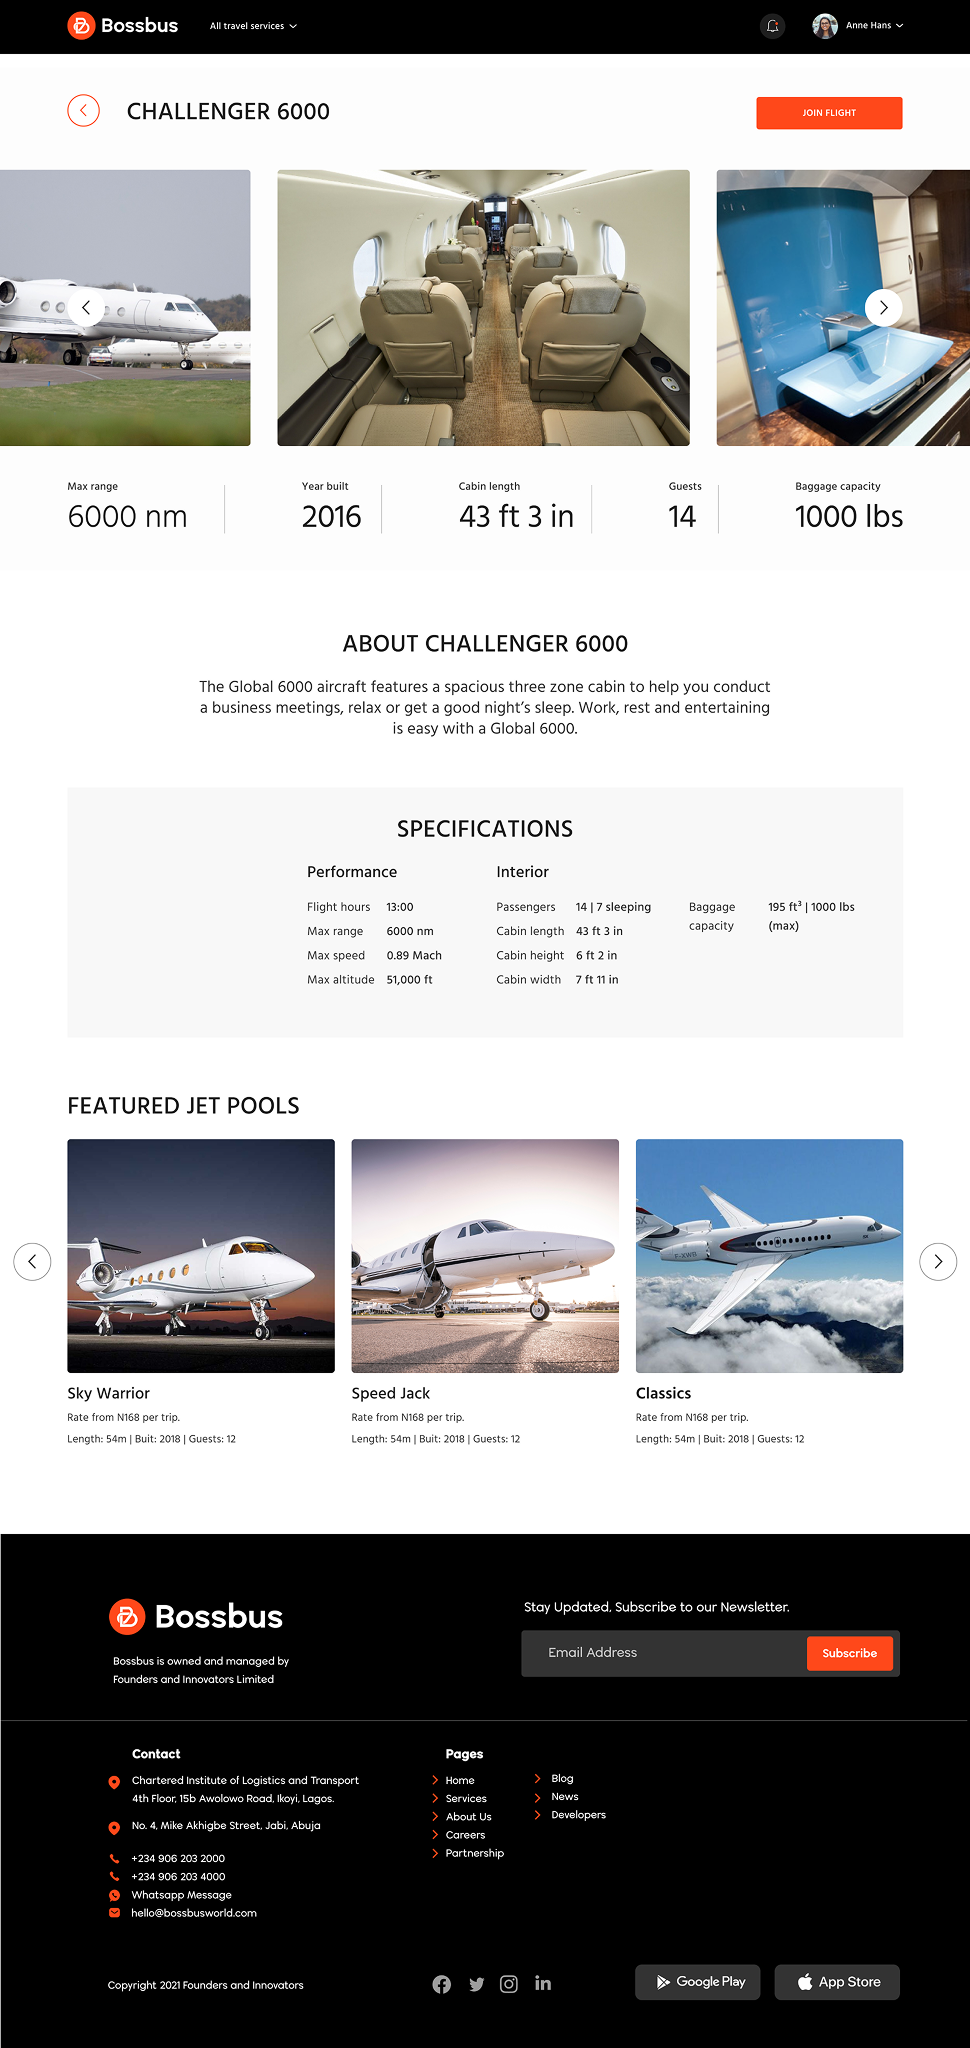 Bossbus
All travel services
Anne Hans
CHALLENGER 6000
JOIN FLIGHT
Max range
6000 nm
Year built
2016
Cabin length
43 ft 3 in
Guests
14
Baggage capacity
1000 lbs
ABOUT CHALLENGER 6000
The Global 6000 aircraft features a spacious three zone cabin to help you conduct
a business meetings, relax or get a good night’s sleep. Work, rest and entertaining
is easy with a Global 6000.
SPECIFICATIONS
Performance
Flight hours 13:00
Max range 6000 nm
Max speed 0.89 Mach
Max altitude 51,000 ft
Interior
Passengers 14 | 7 sleeping
Cabin length 43 ft 3 in
Cabin height 6 ft 2 in
Cabin width 7 ft 11 in
Baggage 195 ft³ | 1000 lbs
capacity (max)
FEATURED JET POOLS
F-XWB
Sky Warrior
Rate from N168 per trip.
Length: 54m | Buit: 2018 | Guests: 12
Speed Jack
Rate from N168 per trip.
Length: 54m | Buit: 2018 | Guests: 12
Classics
Rate from N168 per trip.
Length: 54m | Buit: 2018 | Guests: 12
Bossbus
Bossbus is owned and managed by
Founders and Innovators Limited
Stay Updated, Subscribe to our Newsletter.
Email Address
Subscribe
Contact
Chartered Institute of Logistics and Transport
4th Floor, 15b Awolowo Road, Ikoyi, Lagos.
No. 4, Mike Akhigbe Street, Jabi, Abuja
+234 906 203 2000
+234 906 203 4000
Whatsapp Message
hello@bossbusworld.com
Pages
Home
Services
About Us
Careers
Partnership
Blog
News
Developers
Copyright 2021 Founders and Innovators
Google Play
App Store